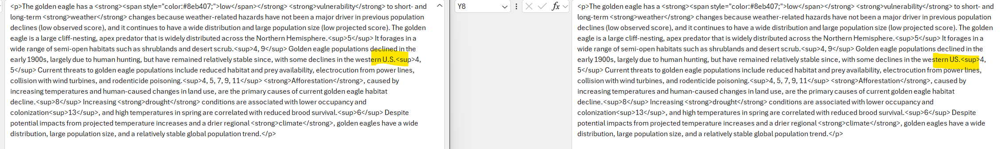 <p>The golden eagle has a <strong><span style="color:#8eb407;">low</span></strong> <strong>vulnerability</strong> to short- and
long-term <strong>weather</strong> changes because weather-related hazards have not been a major driver in previous population
declines (low observed score), and it continues to have a wide distribution and large population size (low projected score). The golden
eagle is a large cliff-nesting, apex predator that is widely distributed across the Northern Hemisphere.<sup>5</sup> It forages in a
wide range of semi-open habitats such as shrublands and desert scrub.<sup>4, 9</sup> Golden eagle populations declined in the
early 1900s, largely due to human hunting, but have remained relatively stable since, with some declines in the western U.S.<sup>4,
5</sup> Current threats to golden eagle populations include reduced habitat and prey availability, electrocution from power lines,
collision with wind turbines, and rodenticide poisoning.<sup>4, 5, 7, 9, 11</sup> <strong>Afforestation</strong>, caused by
increasing temperatures and human-caused changes in land use, are the primary causes of current golden eagle habitat
decline.<sup>8</sup> Increasing <strong>drought</strong> conditions are associated with lower occupancy and
colonization<sup>13</sup>, and high temperatures in spring are correlated with reduced brood survival.<sup>6</sup> Despite
potential impacts from projected temperature increases and a drier regional <strong>climate</strong>, golden eagles have a wide
distribution, large population size, and a relatively stable global population trend.</p>
Y8
fx
<p>The golden eagle has a <strong><span style="color:#8eb407;">low</span></strong> <strong>vulnerability</strong> to short- and
long-term <strong>weather</strong> changes because weather-related hazards have not been a major driver in previous population
declines (low observed score), and it continues to have a wide distribution and large population size (low projected score). The golden
eagle is a large cliff-nesting, apex predator that is widely distributed across the Northern Hemisphere.<sup>5</sup> It forages in a
wide range of semi-open habitats such as shrublands and desert scrub.<sup>4, 9</sup> Golden eagle populations declined in the
early 1900s, largely due to human hunting, but have remained relatively stable since, with some declines in the western US.<sup>4,
5</sup> Current threats to golden eagle populations include reduced habitat and prey availability, electrocution from power lines,
collision with wind turbines, and rodenticide poisoning.<sup>4, 5, 7, 9, 11</sup> <strong>Afforestation</strong>, caused by
increasing temperatures and human-caused changes in land use, are the primary causes of current golden eagle habitat
decline.<sup>8</sup> Increasing <strong>drought</strong> conditions are associated with lower occupancy and
colonization<sup>13</sup>, and high temperatures in spring are correlated with reduced brood survival.<sup>6</sup> Despite
potential impacts from projected temperature increases and a drier regional <strong>climate</strong>, golden eagles have a wide
distribution, large population size, and a relatively stable global population trend.</p>